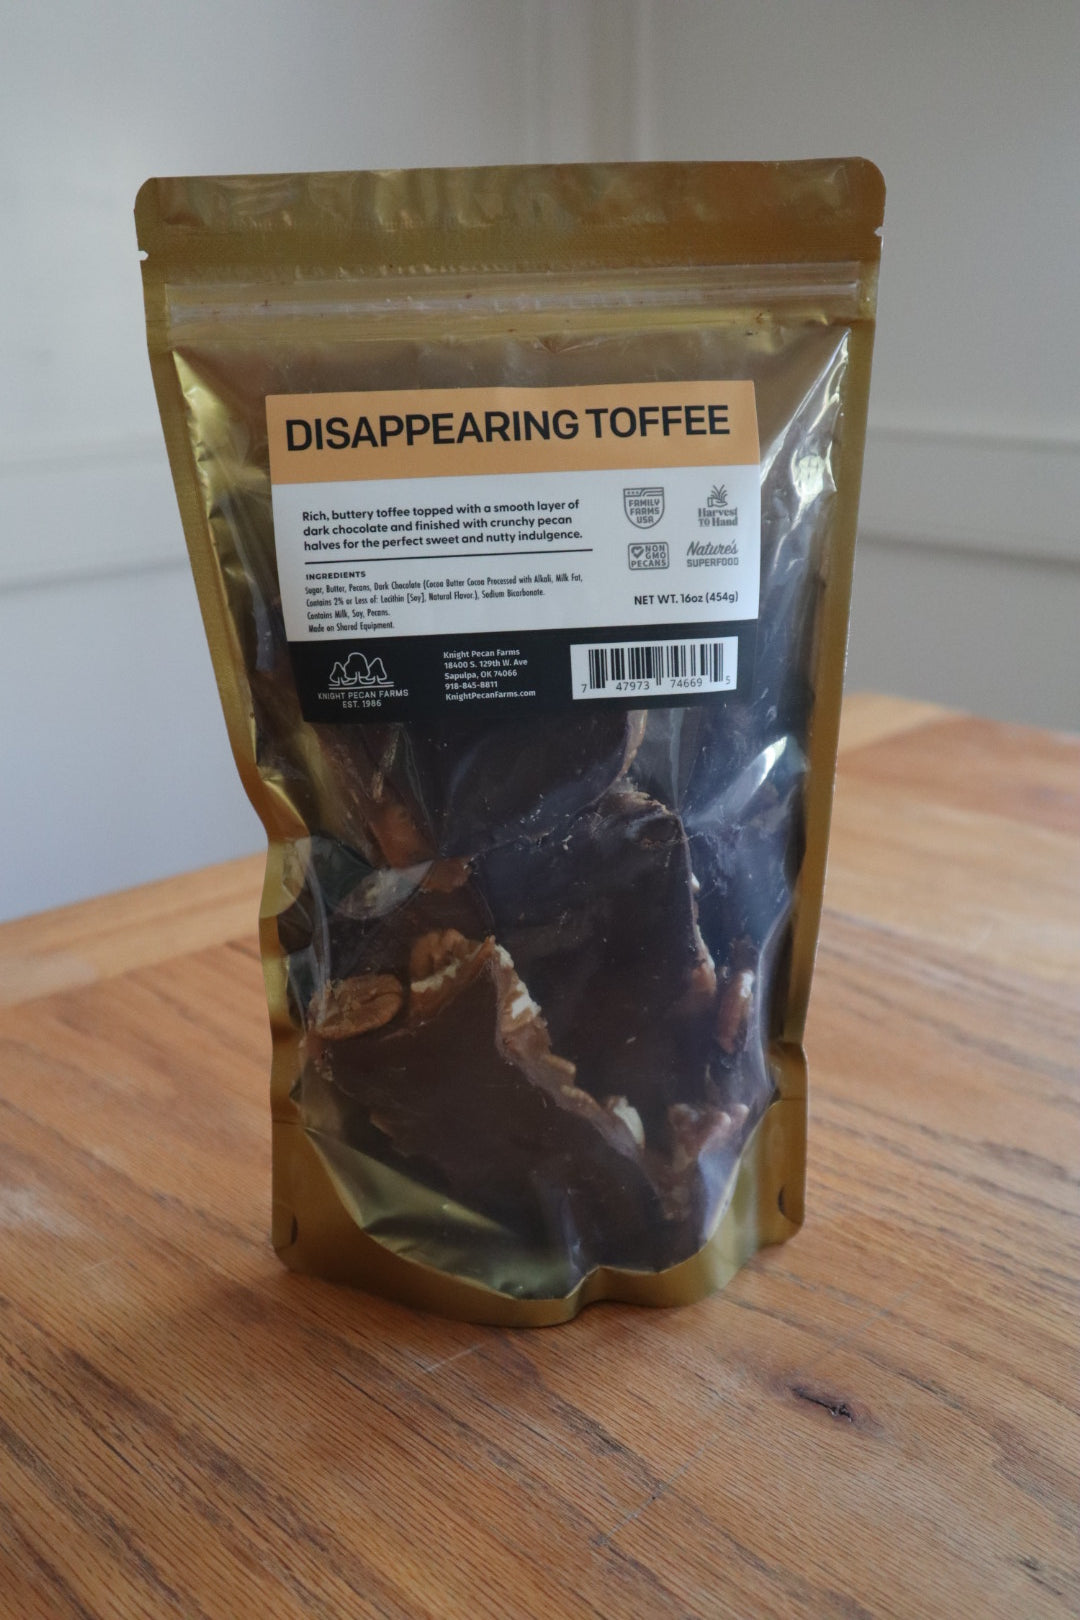 DISAPPEARING TOFFEE
Rich, buttery toffee topped with a smooth layer of
dark chocolate and finished with crunchy pecan
halves for the perfect sweet and nutty indulgence.
INGREDIENTS
Sugar, Butter, Pecans, Dark Chocolate (Cocoa Butter Cocoa Processed with Alkali, Milk Fat,
Contains 2% or Less of: Lecithin [Soy], Natural Flavor.), Sodium Bicarbonate.
Contains Milk, Soy, Pecans.
Made on Shared Equipment.
FAMILY
FARMS
USA
Harvest
TO Hand
NON
GMO
PECANS
Nature's
SUPERFOOD
NET WT. 16oz (454g)
KNIGHT PECAN FARMS
EST. 1986
Knight Pecan Farms
18400 S. 129th W. Ave
Sapulpa, OK 74066
918-845-8811
KnightPecanFarms.com
7 47973 74669 5